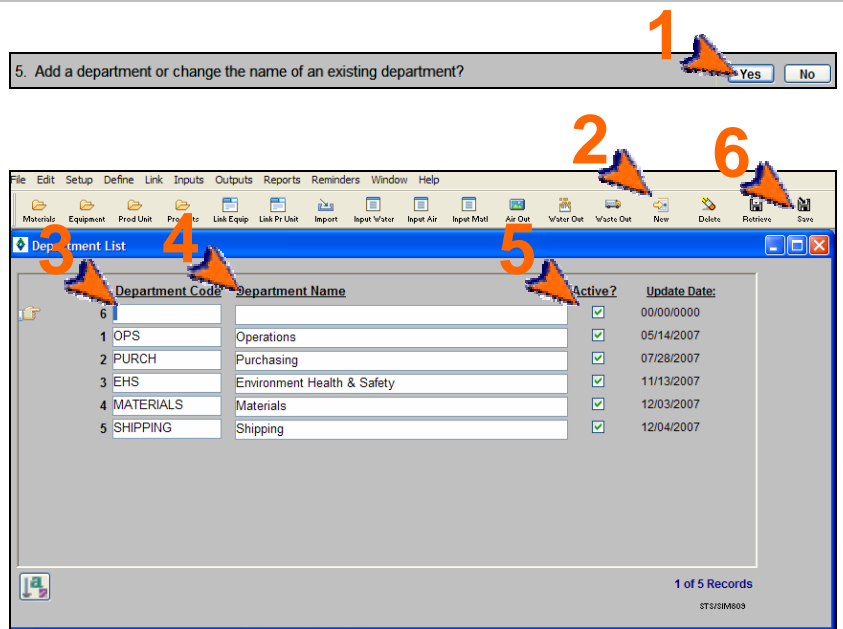 1
5. Add a department or change the name of an existing department? Yes No
2 6
File Edit Setup Define Link Inputs Outputs Reports Reminders Window Help
Materials Equipment Prod Unit Link Equip Link Pr Unit Import Input Water Input Air Input Matl Air Out Water Out Waste Out New Delete Retrieve Save
Department List
3 4 5
Department Code Department Name Active? Update Date:
6 00/00/0000
1 OPS Operations 05/14/2007
2 PURCH Purchasing 07/28/2007
3 EHS Environment Health & Safety 11/13/2007
4 MATERIALS Materials 12/03/2007
5 SHIPPING Shipping 12/04/2007
1 of 5 Records
STS/SIM809